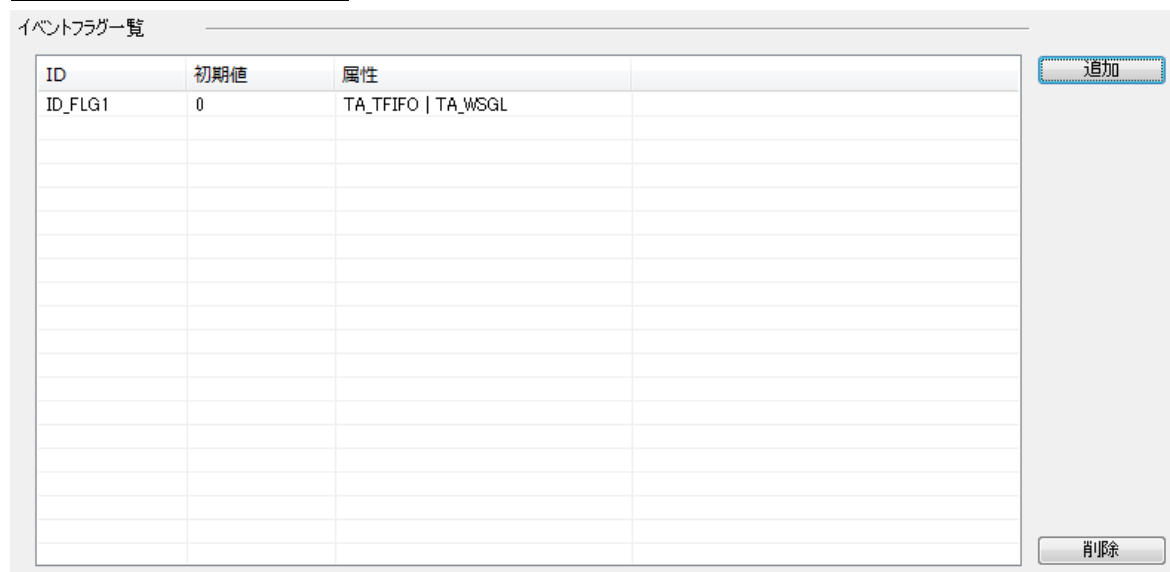 イベントフラグ一覧
ID 初期値 属性 追加
ID_FLG1 0 TA_TFIFO | TA_WSGL
削除